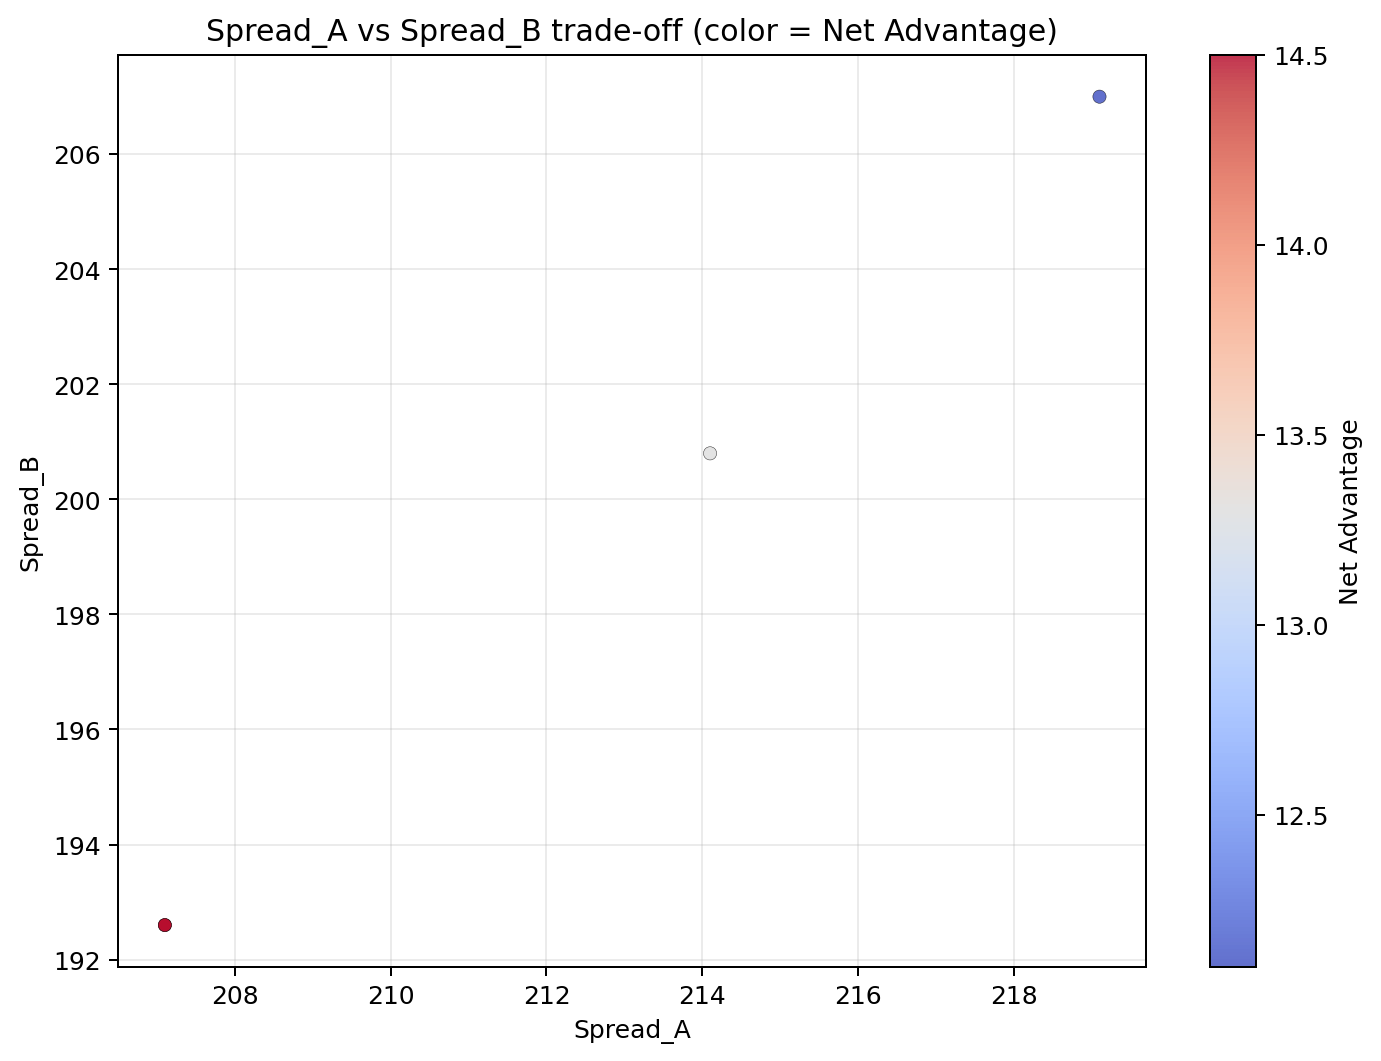 Spread_A vs Spread_B trade-off (color = Net Advantage)
206
204
202
200
198
196
194
192
Spread_B
208 210 212 214 216 218
Spread_A
14.5
14.0
13.5
13.0
12.5
Net Advantage